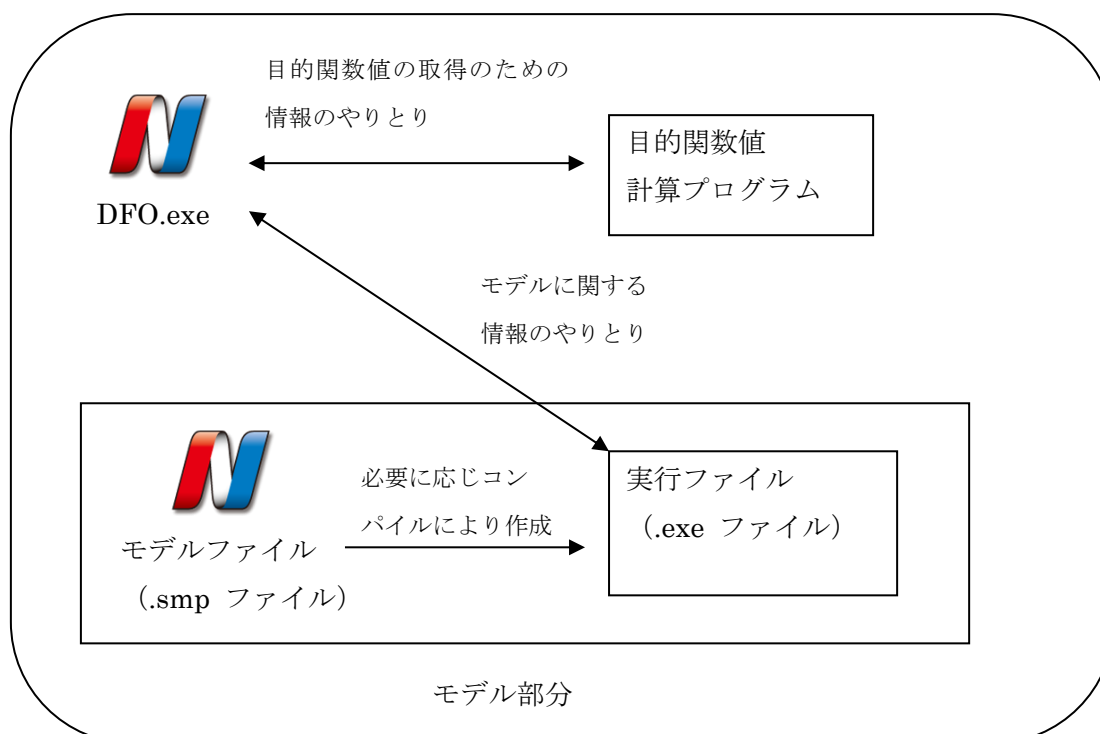 目的関数値の取得のための
情報のやりとり
目的関数値
計算プログラム
DFO.exe
モデルに関する
情報のやりとり
必要に応じコン
パイルにより作成
実行ファイル
（.exe ファイル）
モデルファイル
（.smp ファイル）
モデル部分